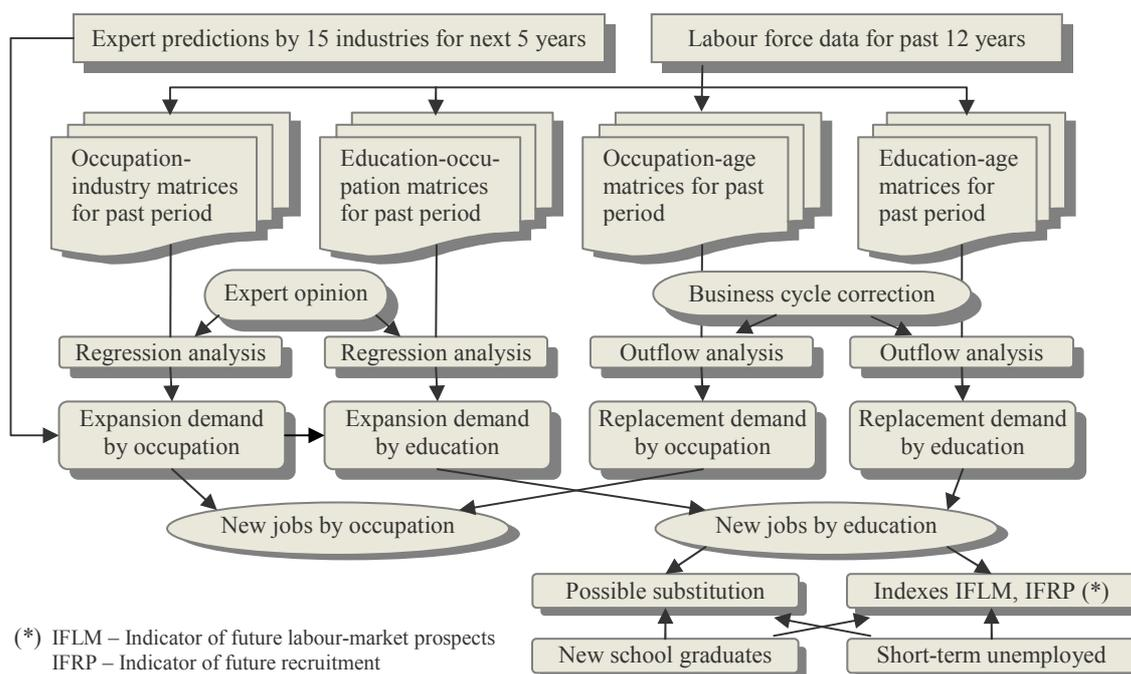 Expert predictions by 15 industries for next 5 years
Labour force data for past 12 years
Occupation-
industry matrices
for past period
Education-occu-
pation matrices
for past period
Occupation-age
matrices for past
period
Education-age
matrices for
past period
Expert opinion
Business cycle correction
Regression analysis
Regression analysis
Outflow analysis
Outflow analysis
Expansion demand
by occupation
Expansion demand
by education
Replacement demand
by occupation
Replacement demand
by education
New jobs by occupation
New jobs by education
Possible substitution
Indexes IFLM, IFRP (*)
New school graduates
Short-term unemployed
(*) IFLM – Indicator of future labour-market prospects
IFRP – Indicator of future recruitment